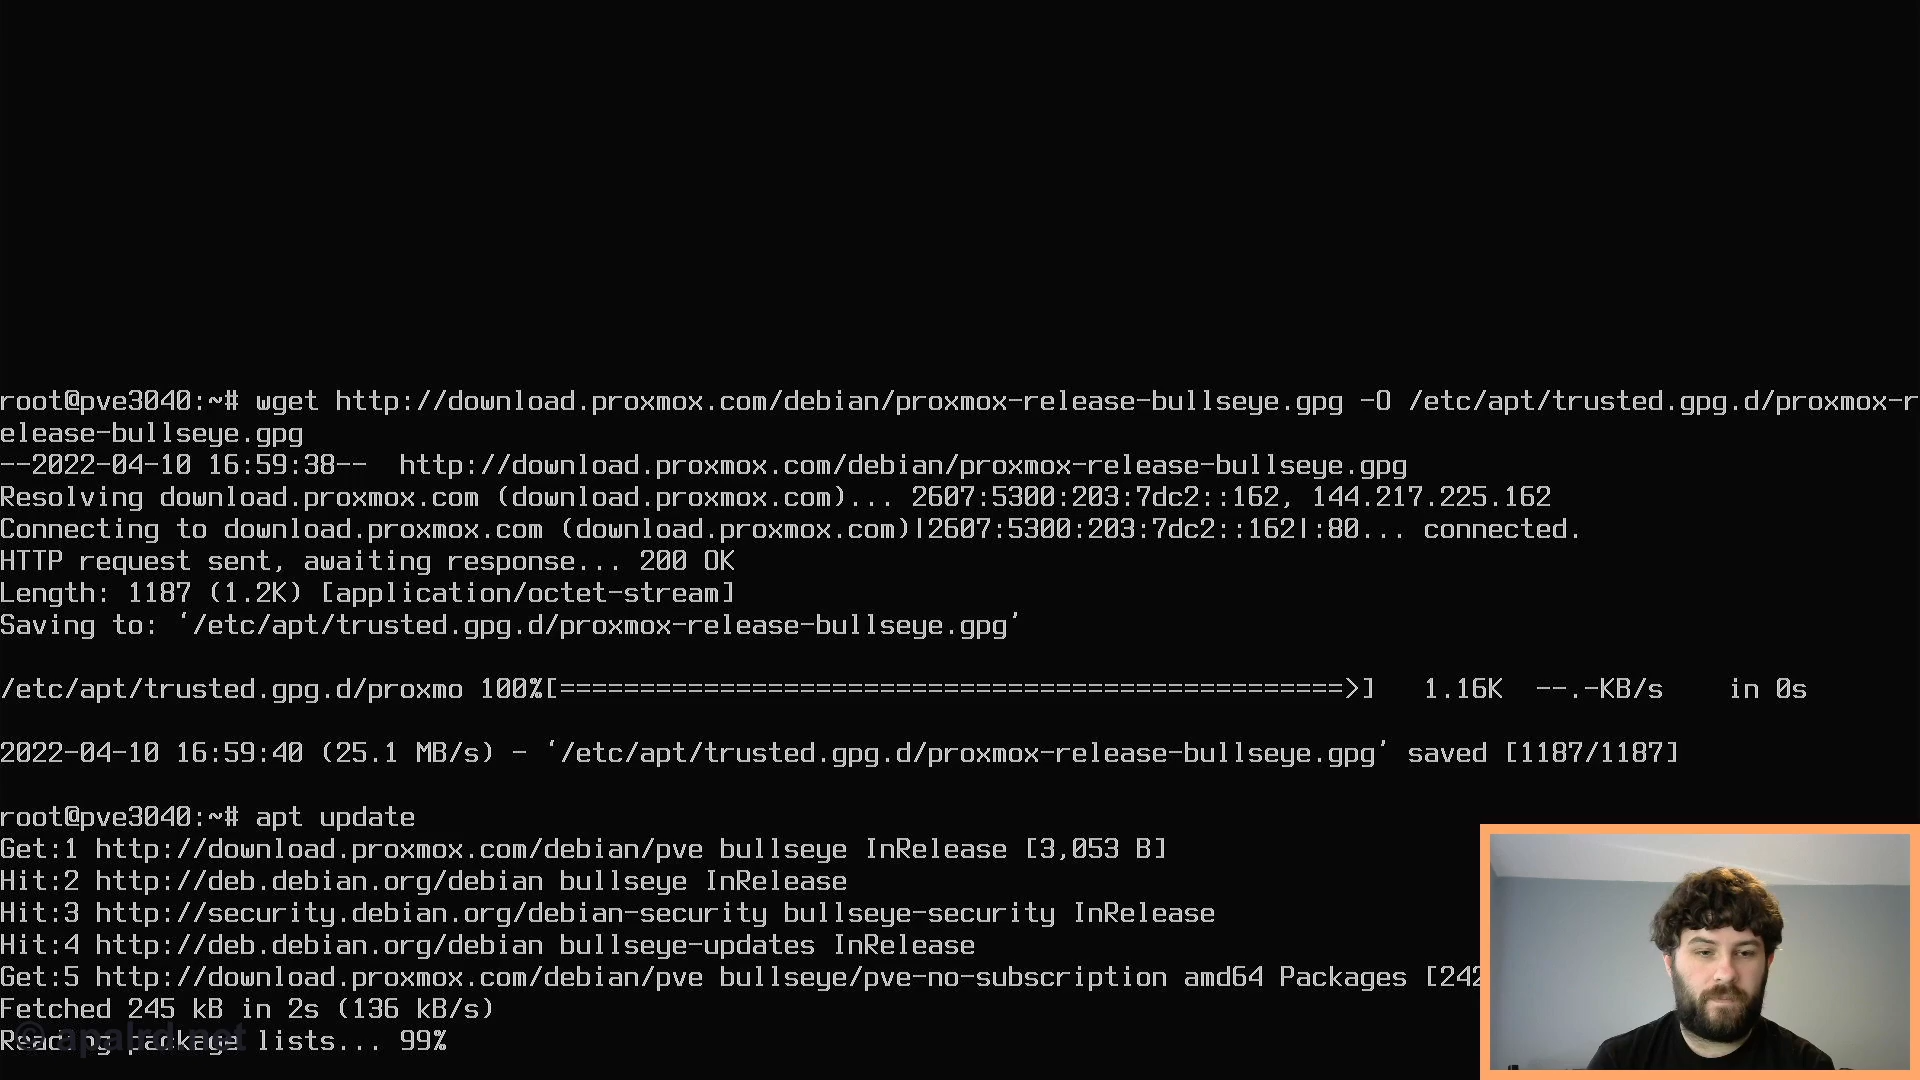 root@pve3040:~# wget http://download.proxmox.com/debian/proxmox-release-bullseye.gpg -O /etc/apt/trusted.gpg.d/proxmox-r
elease-bullseye.gpg
--2022-04-10 16:59:38--  http://download.proxmox.com/debian/proxmox-release-bullseye.gpg
Resolving download.proxmox.com (download.proxmox.com)... 2607:5300:203:7dc2::162, 144.217.225.162
Connecting to download.proxmox.com (download.proxmox.com)|2607:5300:203:7dc2::162|:80... connected.
HTTP request sent, awaiting response... 200 OK
Length: 1187 (1.2K) [application/octet-stream]
Saving to: ‘/etc/apt/trusted.gpg.d/proxmox-release-bullseye.gpg’
/etc/apt/trusted.gpg.d/proxmo 100%[=================================================>]   1.16K  --.-KB/s    in 0s
2022-04-10 16:59:40 (25.1 MB/s) - ‘/etc/apt/trusted.gpg.d/proxmox-release-bullseye.gpg’ saved [1187/1187]
root@pve3040:~# apt update
Get:1 http://download.proxmox.com/debian/pve bullseye InRelease [3,053 B]
Hit:2 http://deb.debian.org/debian bullseye InRelease
Hit:3 http://security.debian.org/debian-security bullseye-security InRelease
Hit:4 http://deb.debian.org/debian bullseye-updates InRelease
Get:5 http://download.proxmox.com/debian/pve bullseye/pve-no-subscription amd64 Packages [242
Fetched 245 kB in 2s (136 kB/s)
Reading package lists... 99%
© apalrd.net